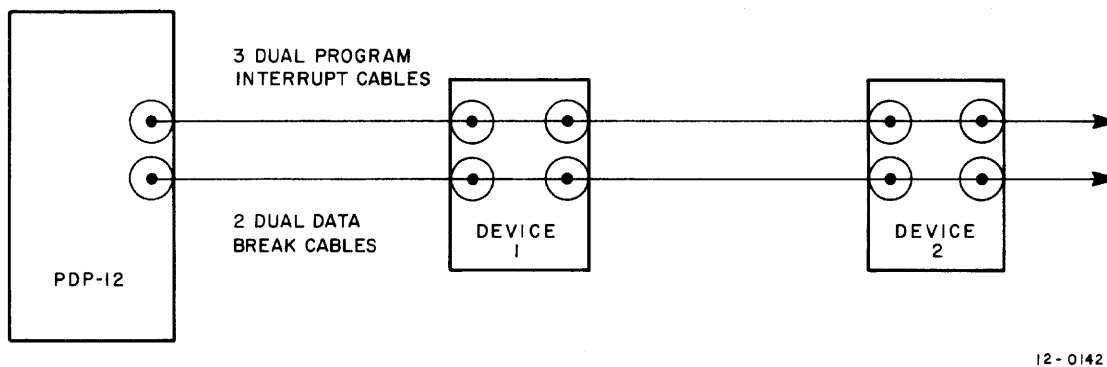 3 DUAL PROGRAM
INTERRUPT CABLES
2 DUAL DATA
BREAK CABLES
PDP-12
DEVICE
1
DEVICE
2
12-0142